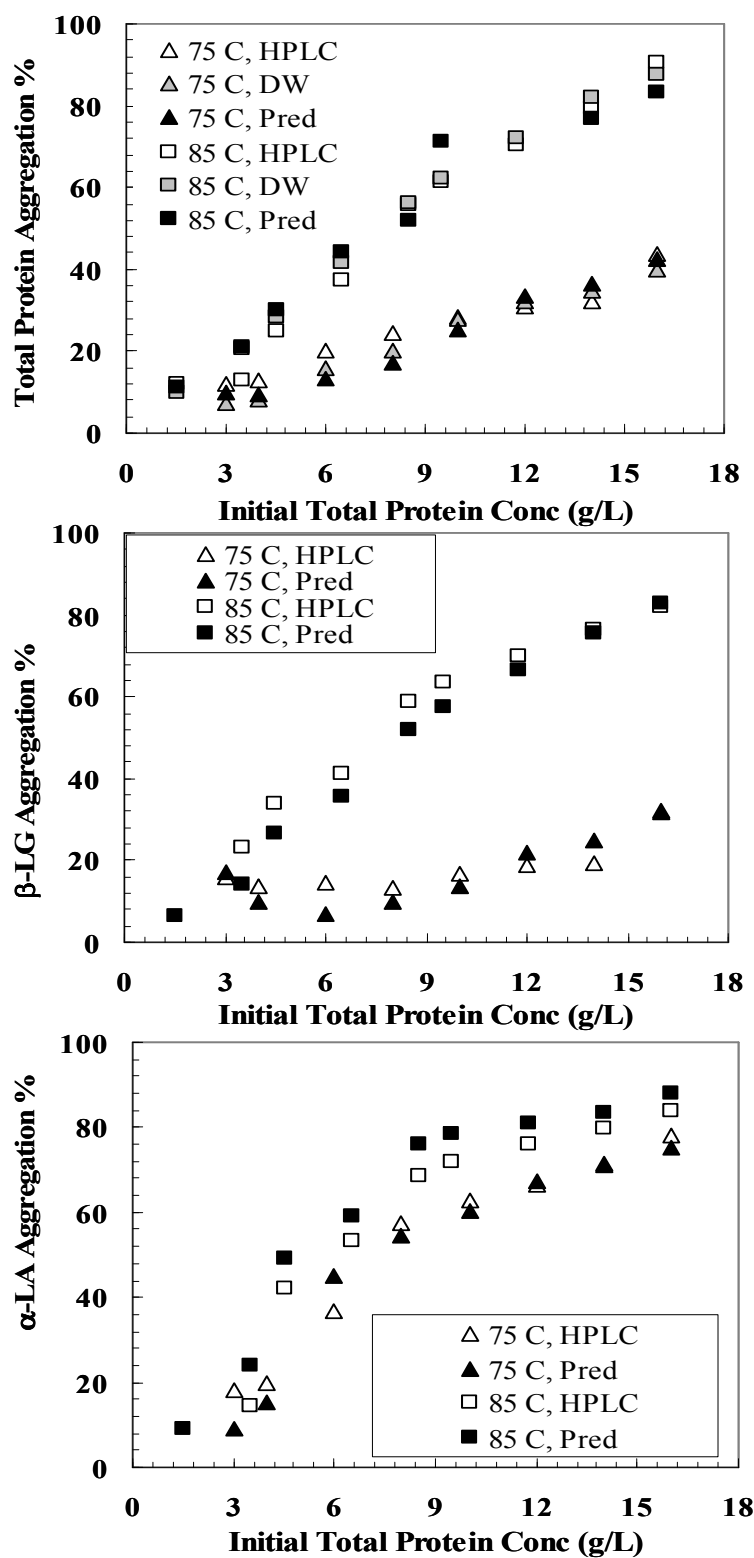 Total Protein Aggregation %
100
80
60
40
20
0
75 C, HPLC
75 C, DW
75 C, Pred
85 C, HPLC
85 C, DW
85 C, Pred
0 3 6 9 12 15 18
Initial Total Protein Conc (g/L)
β-LG Aggregation %
100
80
60
40
20
0
75 C, HPLC
75 C, Pred
85 C, HPLC
85 C, Pred
0 3 6 9 12 15 18
Initial Total Protein Conc (g/L)
α-LA Aggregation %
100
80
60
40
20
0
75 C, HPLC
75 C, Pred
85 C, HPLC
85 C, Pred
0 3 6 9 12 15 18
Initial Total Protein Conc (g/L)